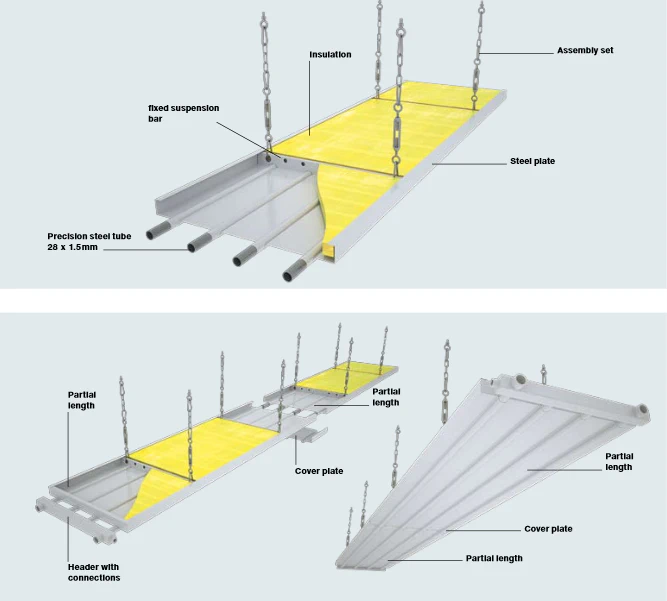 Assembly set
Insulation
fixed suspension
bar
Steel plate
Precision steel tube
28 x 1.5mm
Partial
length
Partial
length
Cover plate
Header with
connections
Partial
length
Cover plate
Partial length